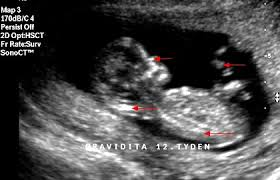 Map 3
170dB/C 4
Persist Off
2D Opt:HSCT
Fr Rate:Surv
SonoCT™
GRAVIDITA 12.TYDEN